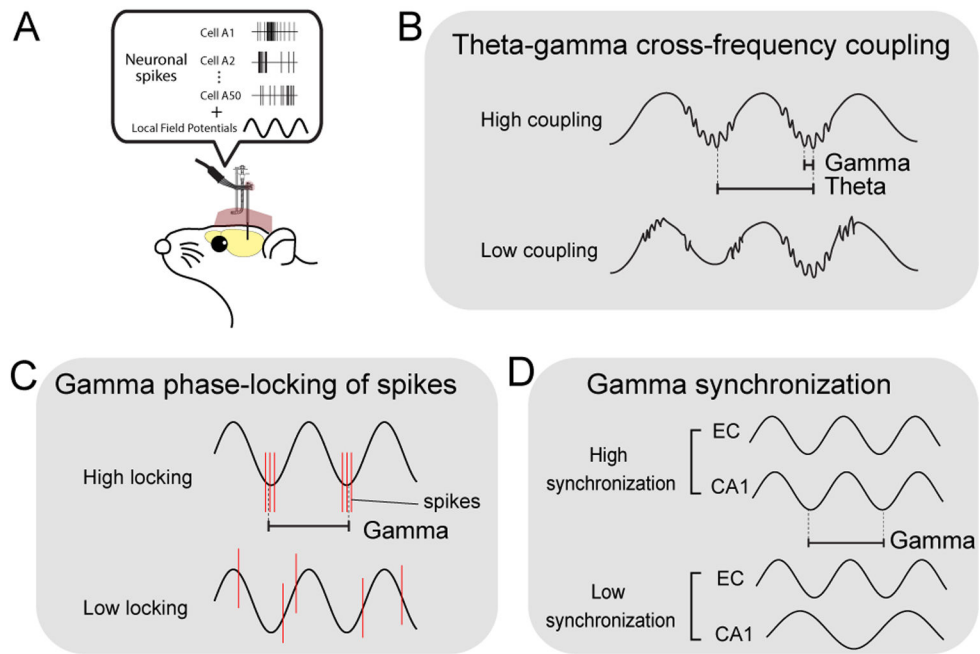 A
Neuronal
spikes
Cell A1
Cell A2
Cell A50
+
Local Field Potentials
B
Theta-gamma cross-frequency coupling
High coupling
Gamma
Theta
Low coupling
C
Gamma phase-locking of spikes
High locking
spikes
Gamma
Low locking
D
Gamma synchronization
High
synchronization
EC
CA1
Gamma
Low
synchronization
EC
CA1